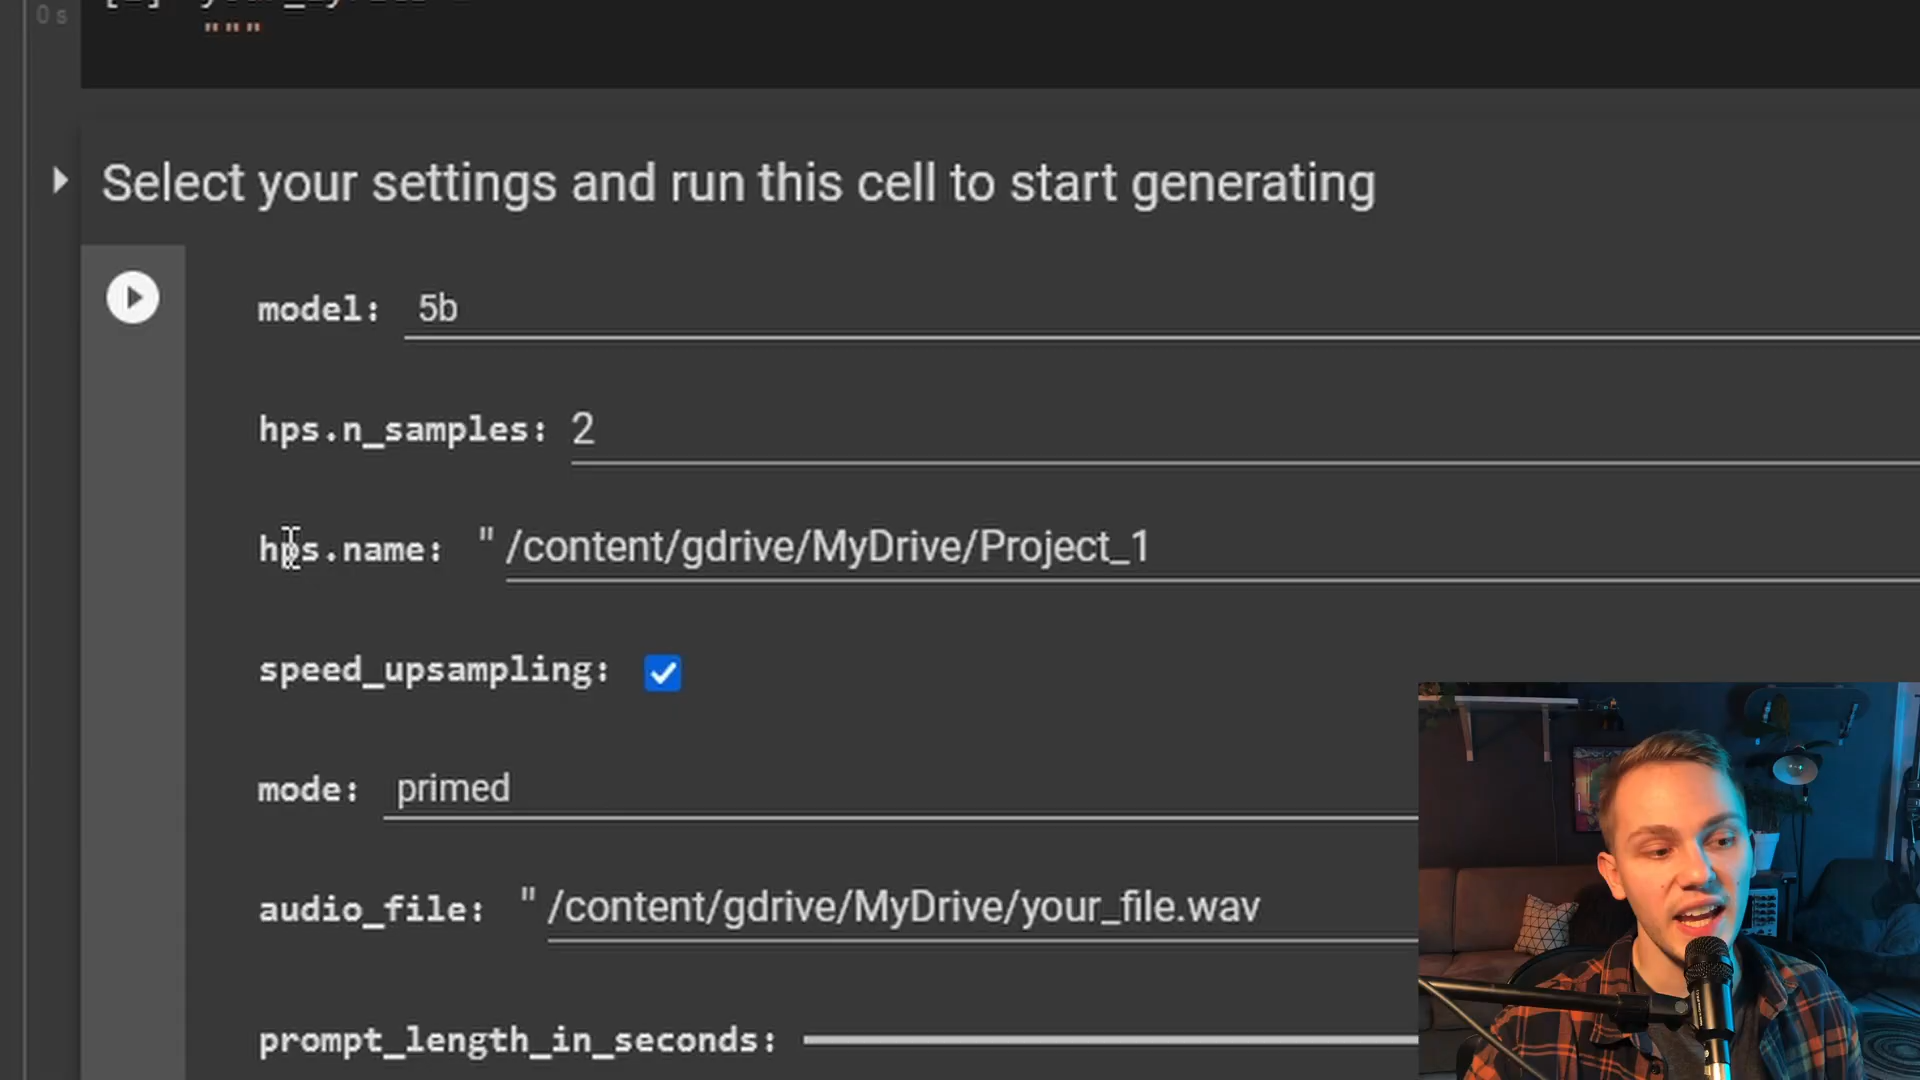 0 s
"""
Select your settings and run this cell to start generating
model: 5b
hps.n_samples: 2
hps.name: " /content/gdrive/MyDrive/Project_1
speed_upsampling:
mode: primed
audio_file: " /content/gdrive/MyDrive/your_file.wav
prompt_length_in_seconds: